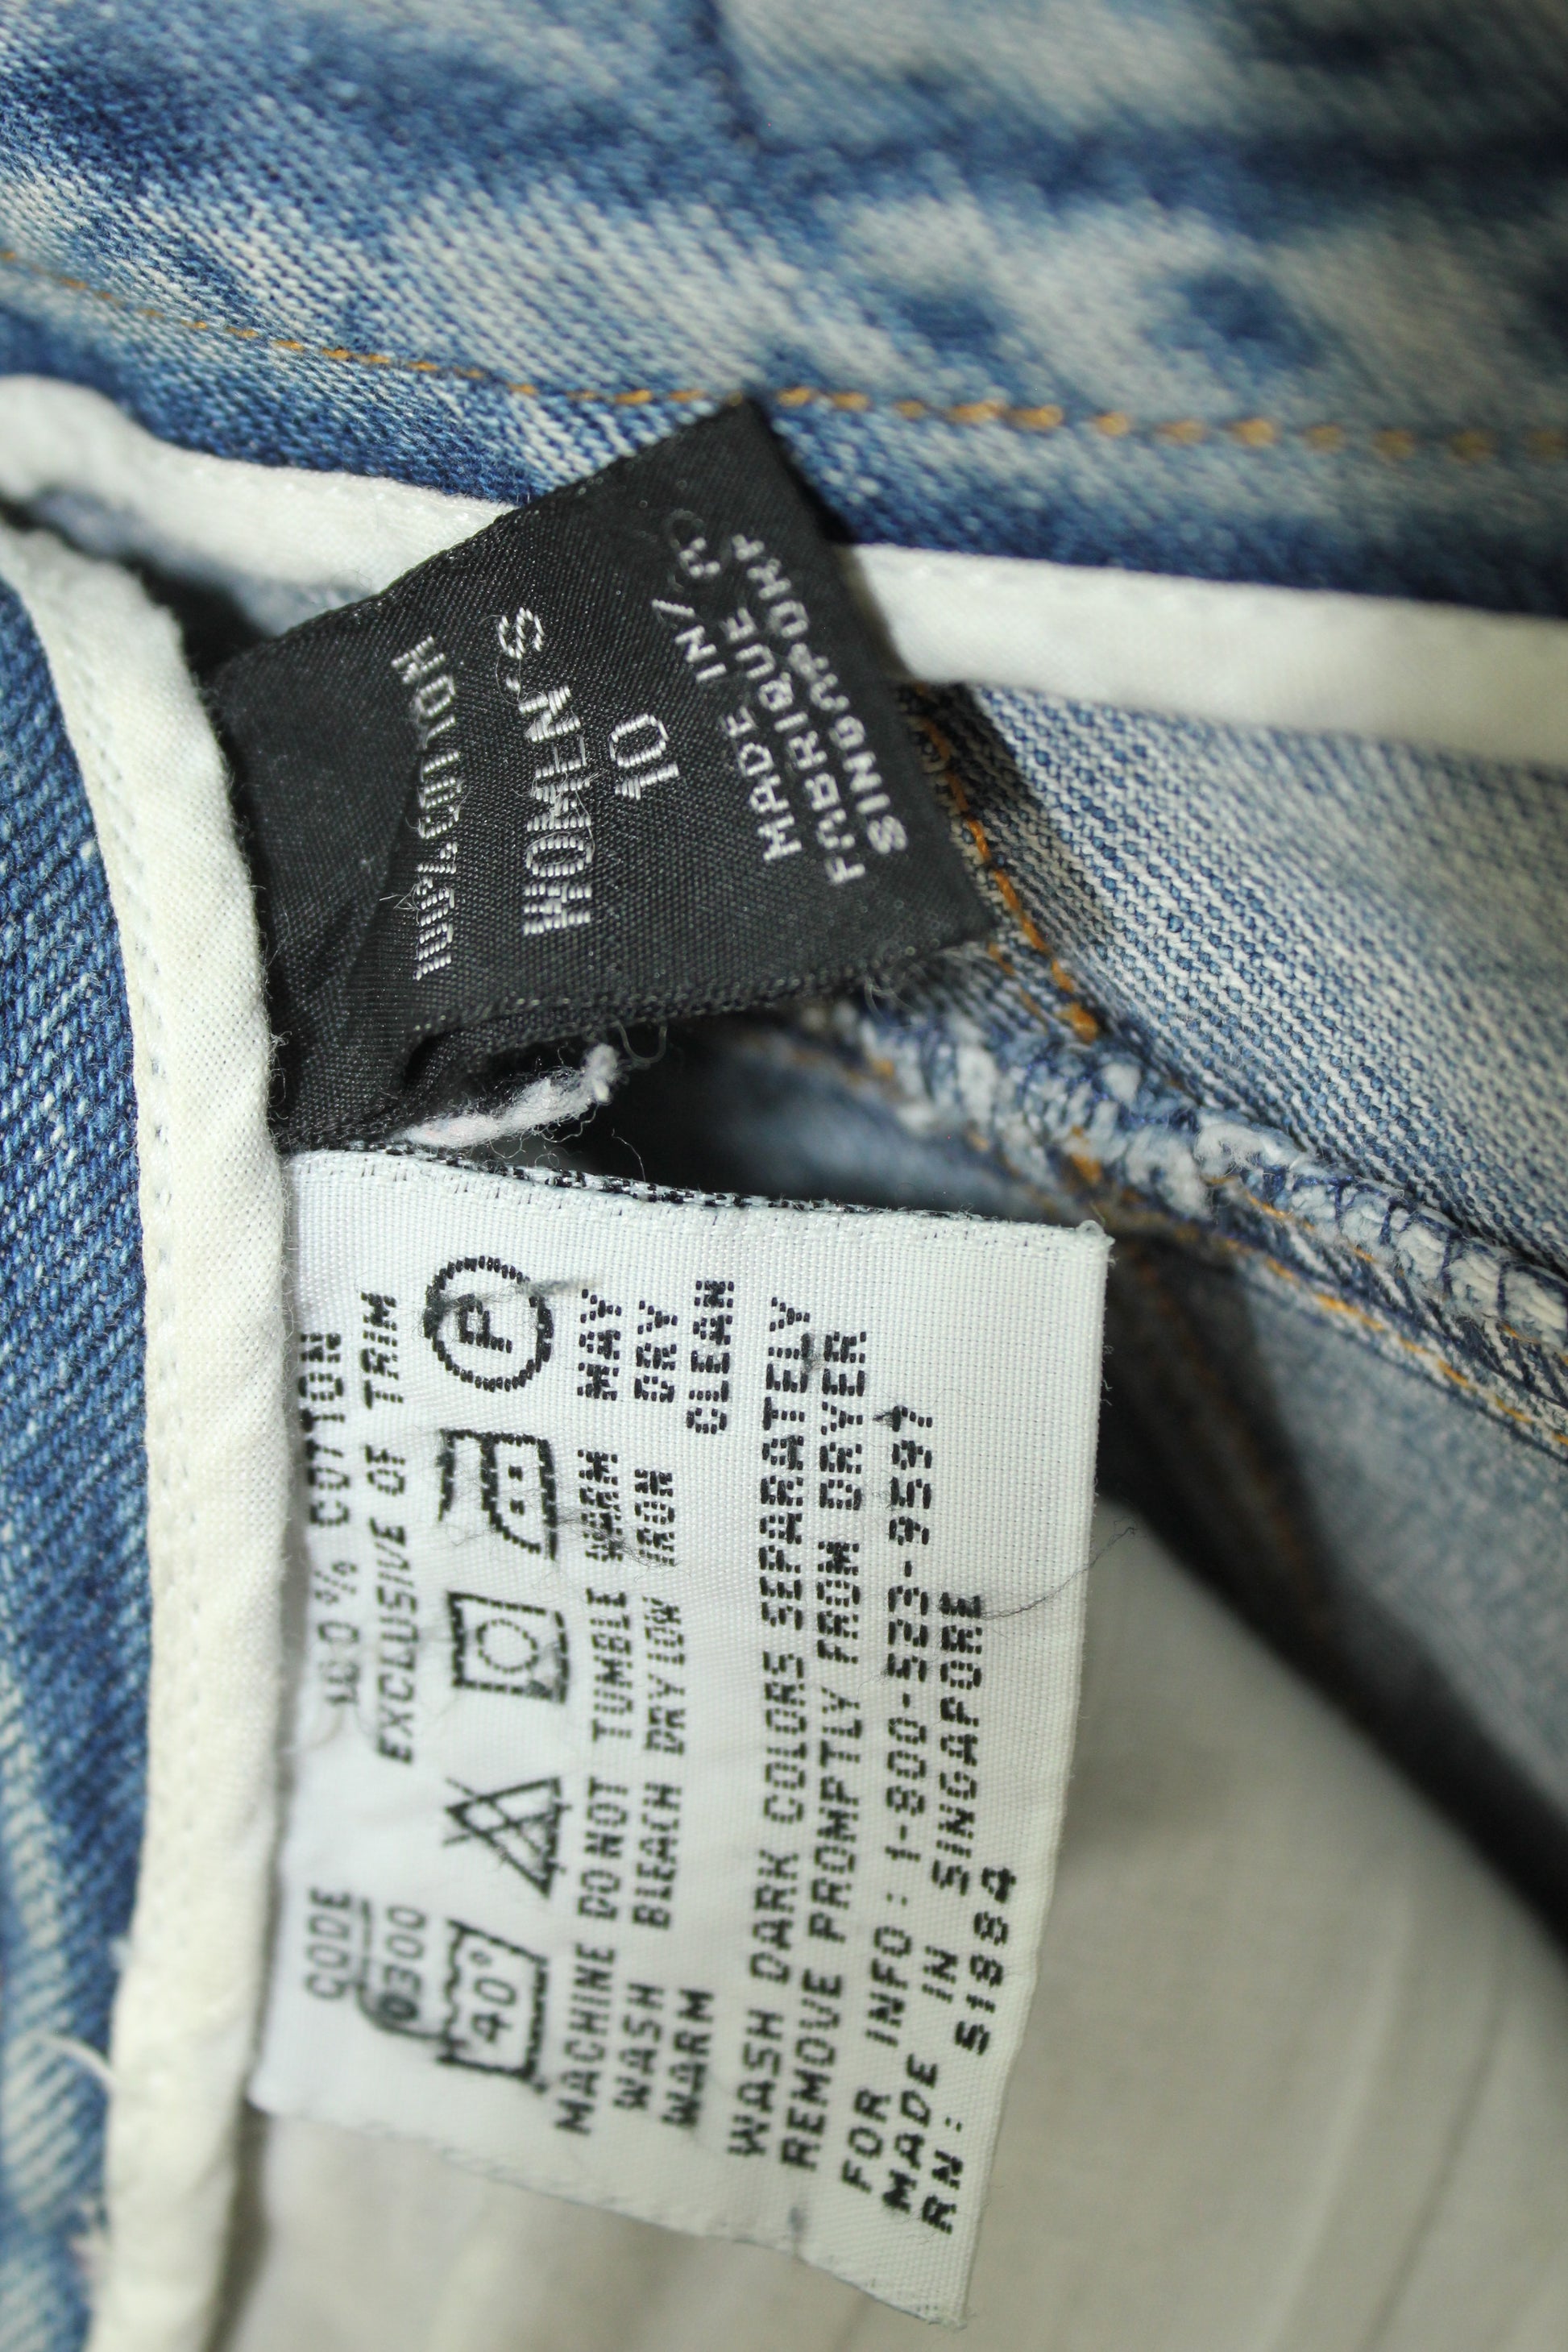 100% COTTON
WOMEN'S
10
MADE IN/
FABRIQUE
SINGAPORE
CODE 100% COTTON
0300 EXCLUSIVE OF TRIM
40° P
MACHINE DO NOT TUMBLE WARM MAY
WASH BLEACH DRY LOW IRON DRY
WARM CLEAN
WASH DARK COLORS SEPARATELY
REMOVE PROMPTLY FROM DRYER
FOR INFO: 1-800-523-9597
MADE IN SINGAPORE
RN: 51884